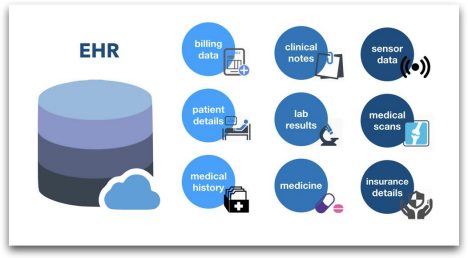 EHR
billing
data
clinical
notes
sensor
data
patient
details
lab
results
medical
scans
medical
history
medicine
insurance
details